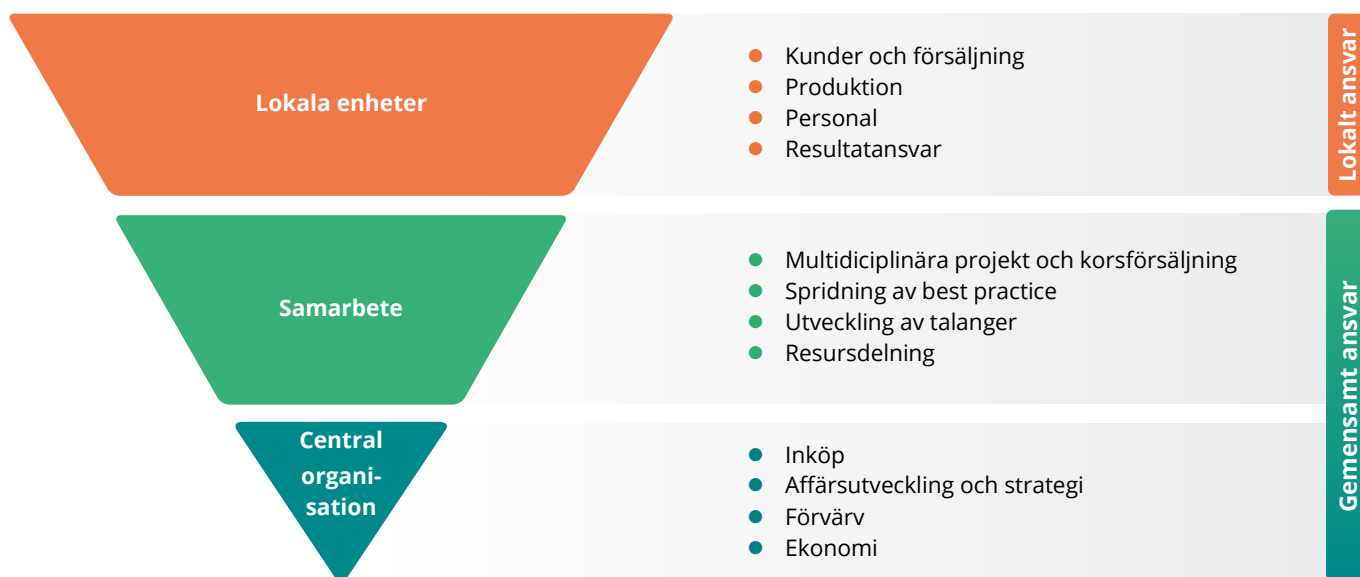 Lokala enheter
Kunder och försäljning
Produktion
Personal
Resultatansvar
Lokalt ansvar
Samarbete
Multidiciplinära projekt och korsförsäljning
Spridning av best practice
Utveckling av talanger
Resursdelning
Gemensamt ansvar
Central
organi-
sation
Inköp
Affärsutveckling och strategi
Förvärv
Ekonomi